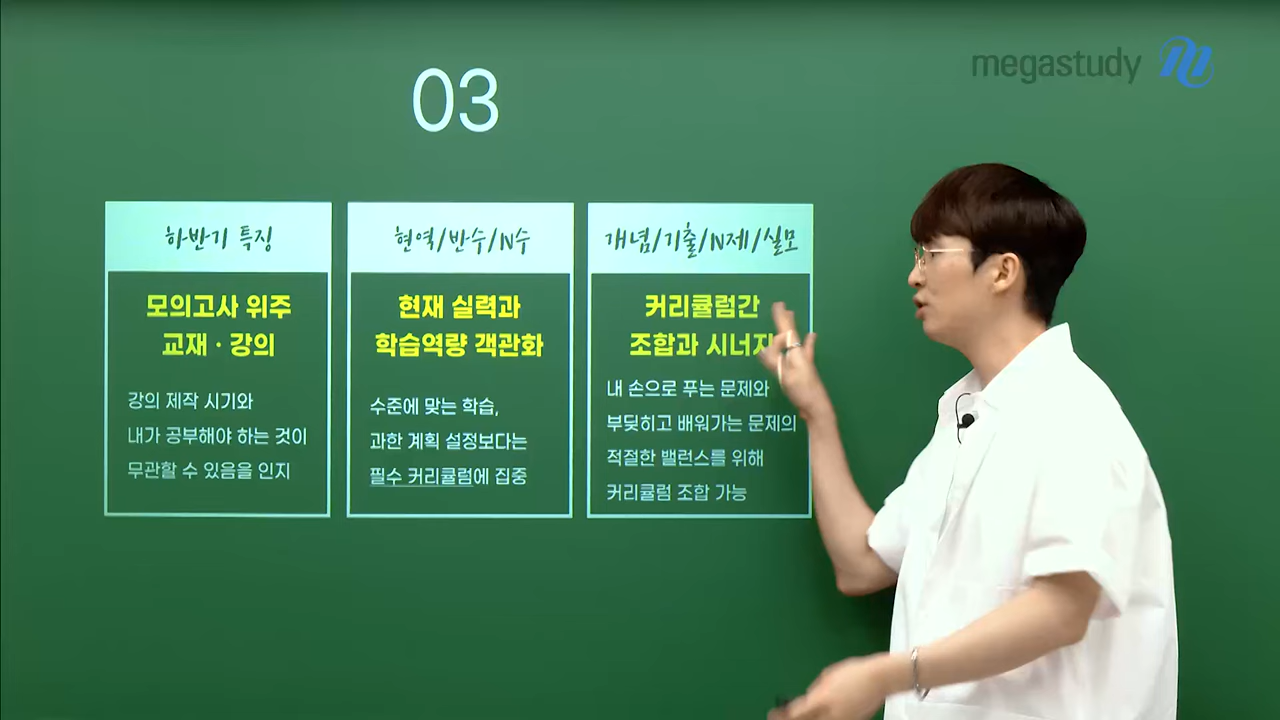 megastudy
03
하반기 특징
모의고사 위주
교재 · 강의
강의 제작 시기와
내가 공부해야 하는 것이
무관할 수 있음을 인지
현역/반수/N수
현재 실력과
학습역량 객관화
수준에 맞는 학습,
과한 계획 설정보다는
필수 커리큘럼에 집중
개념/기출/N제/실모
커리큘럼간
조합과 시너지
내 손으로 푸는 문제와
부딪히고 배워가는 문제의
적절한 밸런스를 위해
커리큘럼 조합 가능